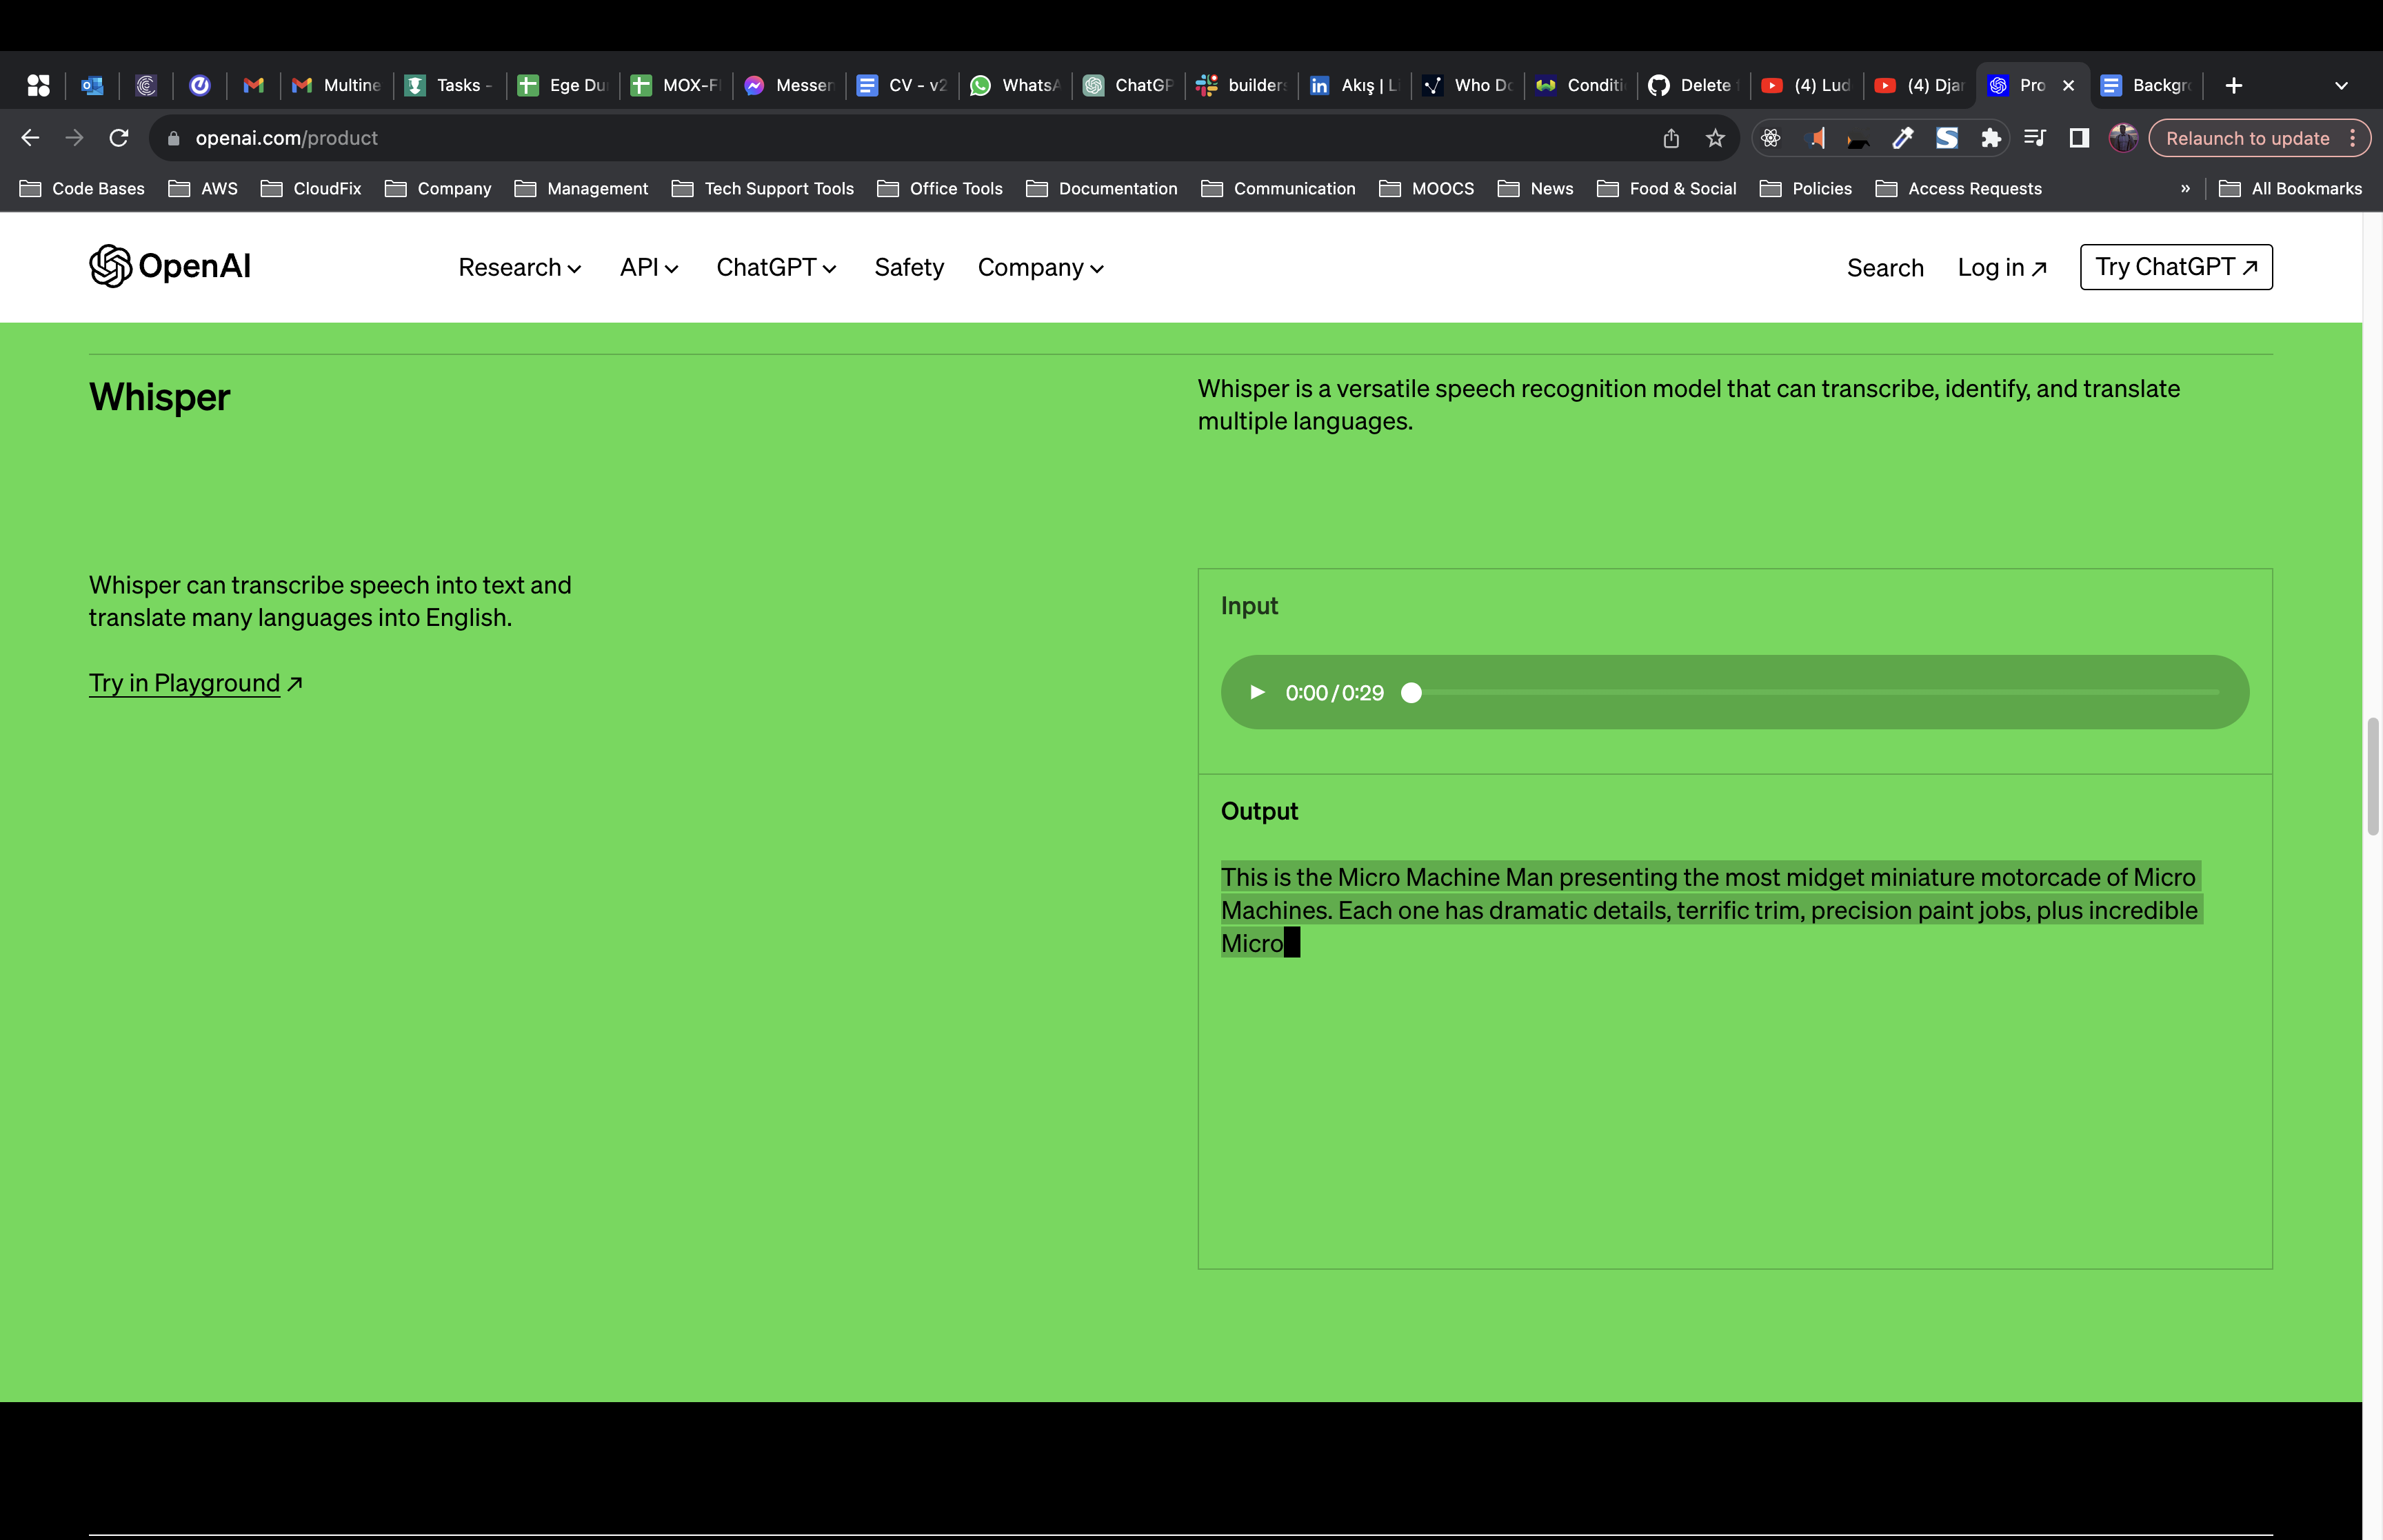 Multine
Tasks -
Ege Du
MOX-F
Messen
CV - v2
WhatsA
ChatGP
builder
Akış | L
Who Do
Conditi
Delete
(4) Lud
(4) Djar
Pro
Backgr
openai.com/product
Relaunch to update
Code Bases
AWS
CloudFix
Company
Management
Tech Support Tools
Office Tools
Documentation
Communication
MOOCS
News
Food & Social
Policies
Access Requests
»
All Bookmarks
OpenAI
Research
API
ChatGPT
Safety
Company
Search
Log in ↗
Try ChatGPT ↗
Whisper
Whisper is a versatile speech recognition model that can transcribe, identify, and translate
multiple languages.
Whisper can transcribe speech into text and
translate many languages into English.
Try in Playground ↗
Input
0:00 / 0:29
Output
This is the Micro Machine Man presenting the most midget miniature motorcade of Micro
Machines. Each one has dramatic details, terrific trim, precision paint jobs, plus incredible
Micro